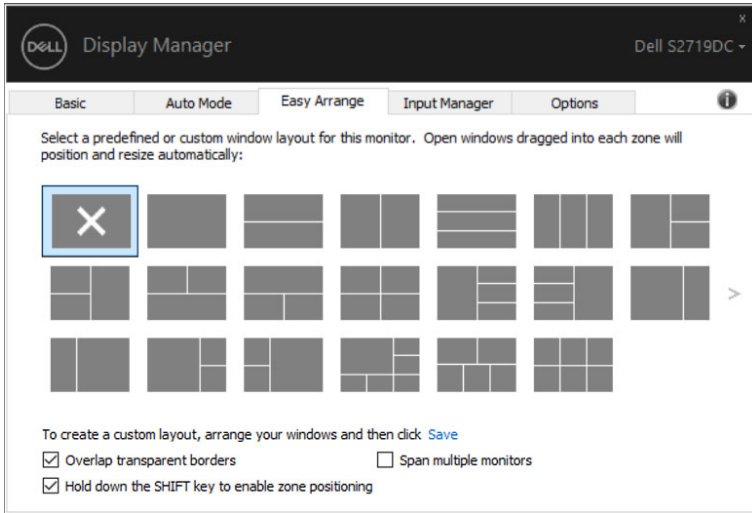 x
DELL Display Manager Dell S2719DC
Basic Auto Mode Easy Arrange Input Manager Options i
Select a predefined or custom window layout for this monitor. Open windows dragged into each zone will
position and resize automatically:
>
To create a custom layout, arrange your windows and then click Save
Overlap transparent borders Span multiple monitors
Hold down the SHIFT key to enable zone positioning